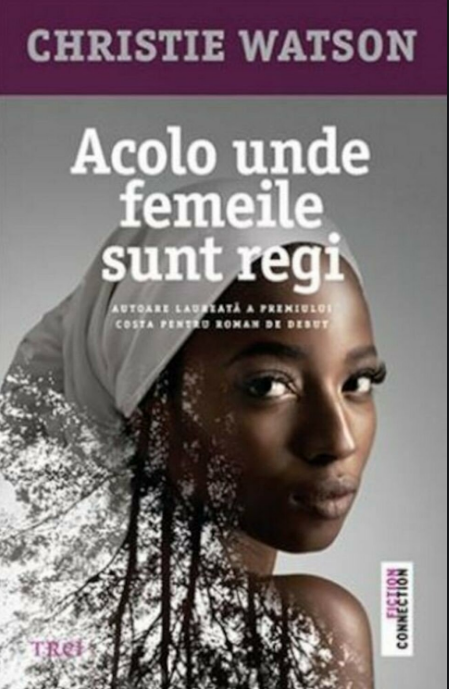 CHRISTIE WATSON
Acolo unde
femeile
sunt regi
AUTOARE LAUREATĂ A PREMIULUI
COSTA PENTRU ROMAN DE DEBUT
FICTION
CONNECTION
TREI